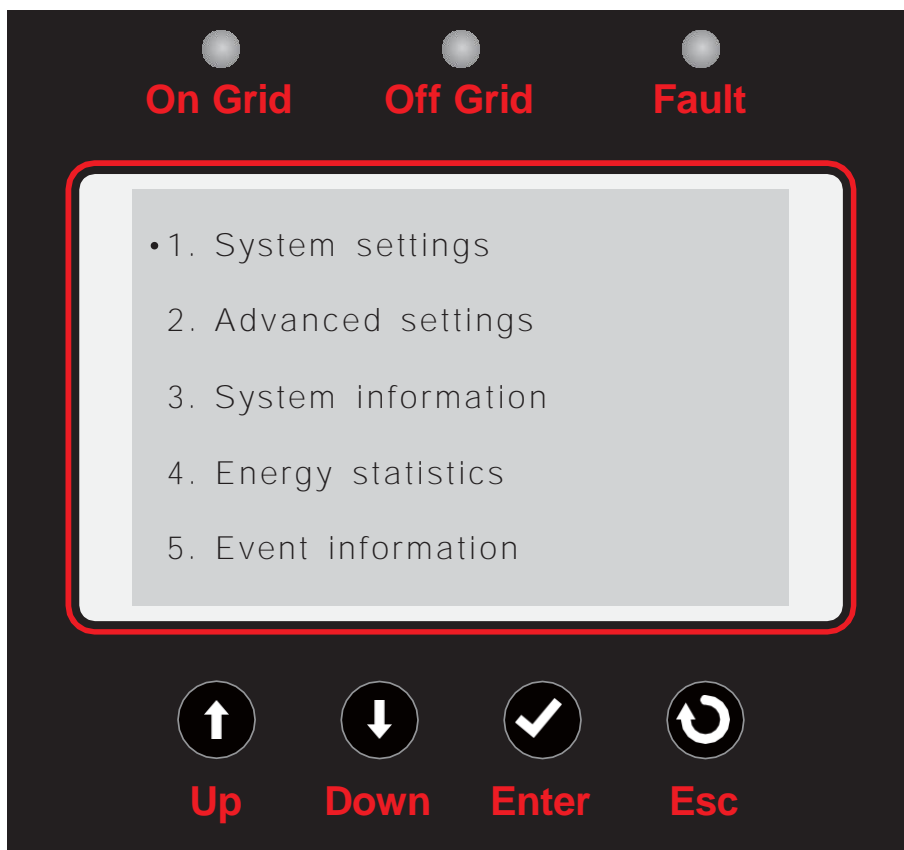 On Grid Off Grid Fault
•1. System settings
2. Advanced settings
3. System information
4. Energy statistics
5. Event information
Up Down Enter Esc